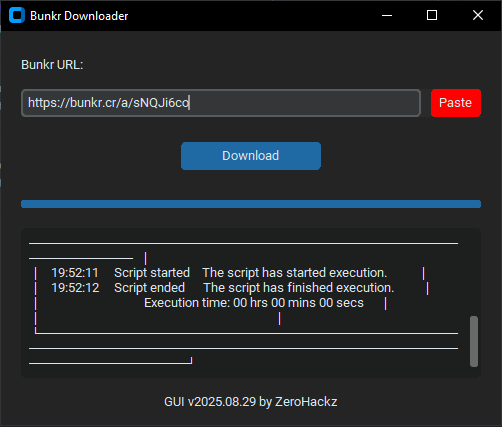 Bunkr Downloader
Bunkr URL:
https://bunkr.cr/a/sNQJi6co
Paste
Download
19:52:11 Script started The script has started execution.
19:52:12 Script ended The script has finished execution.
Execution time: 00 hrs 00 mins 00 secs
GUI v2025.08.29 by ZeroHackz